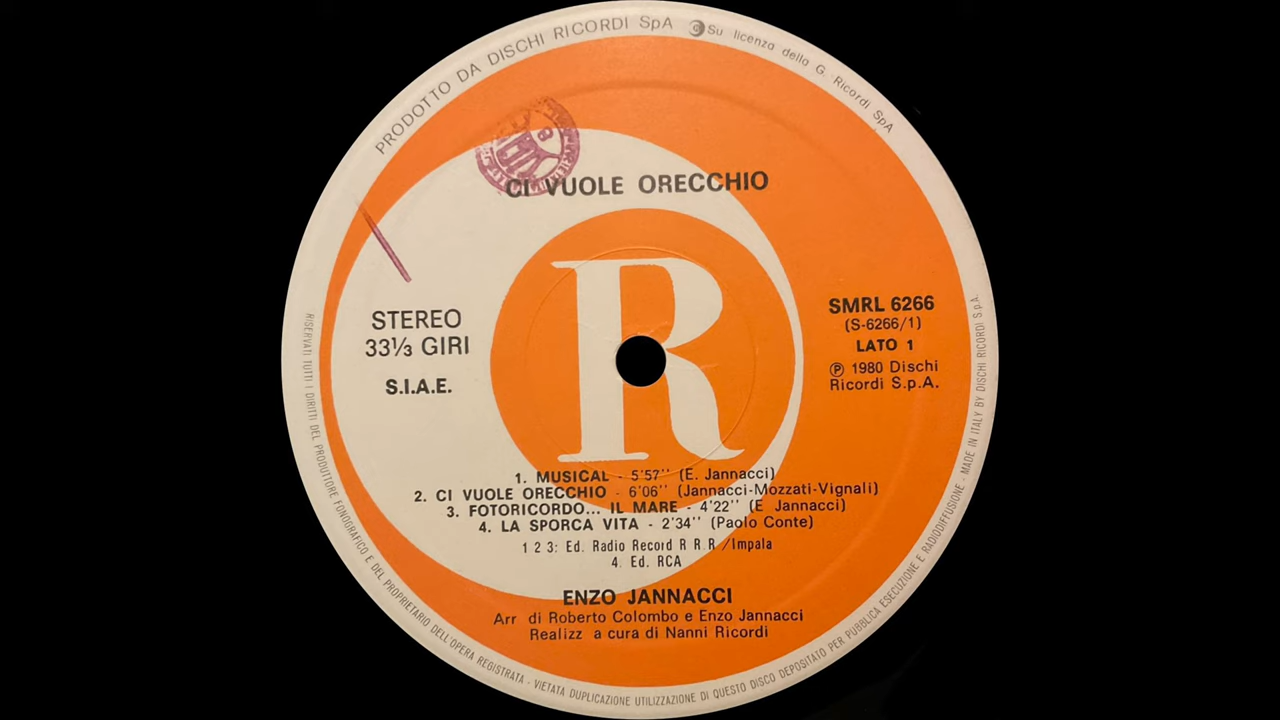 PRODOTTO DA DISCHI RICORDI SpA
Su licenza della G. Ricordi SpA
CI VUOLE ORECCHIO
STEREO
33⅓ GIRI
S.I.A.E.
R
SMRL 6266
(S-6266/1)
LATO 1
℗ 1980 Dischi
Ricordi S.p.A.
1. MUSICAL - 5'57'' (E. Jannacci)
2. CI VUOLE ORECCHIO - 6'06'' (Jannacci-Mozzati-Vignali)
3. FOTORICORDO... IL MARE - 4'22'' (E Jannacci)
4. LA SPORCA VITA - 2'34'' (Paolo Conte)
1 2 3: Ed. Radio Record R R.R./Impala
4. Ed. RCA
ENZO JANNACCI
Arr di Roberto Colombo e Enzo Jannacci
Realizz a cura di Nanni Ricordi
RISERVATI TUTTI I DIRITTI DEL PRODUTTORE FONOGRAFICO E DEL PROPRIETARIO DELL'OPERA REGISTRATA - VIETATA DUPLICAZIONE UTILIZZAZIONE DI QUESTO DISCO DEPOSITATO PER PUBBLICA ESECUZIONE E RADIODIFFUSIONE - MADE IN ITALY BY DISCHI RICORDI S.p.A.